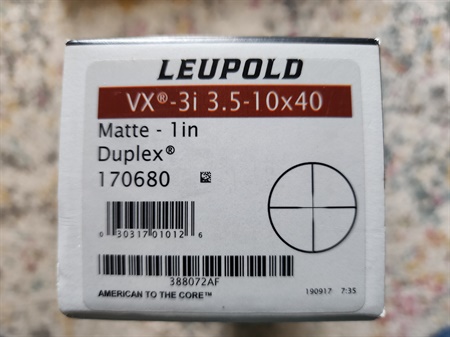 LEUPOLD
VX®-3i 3.5-10x40
Matte - 1in
Duplex®
170680
0 30317 01012 6
388072AF
AMERICAN TO THE CORE™
190917 7:35